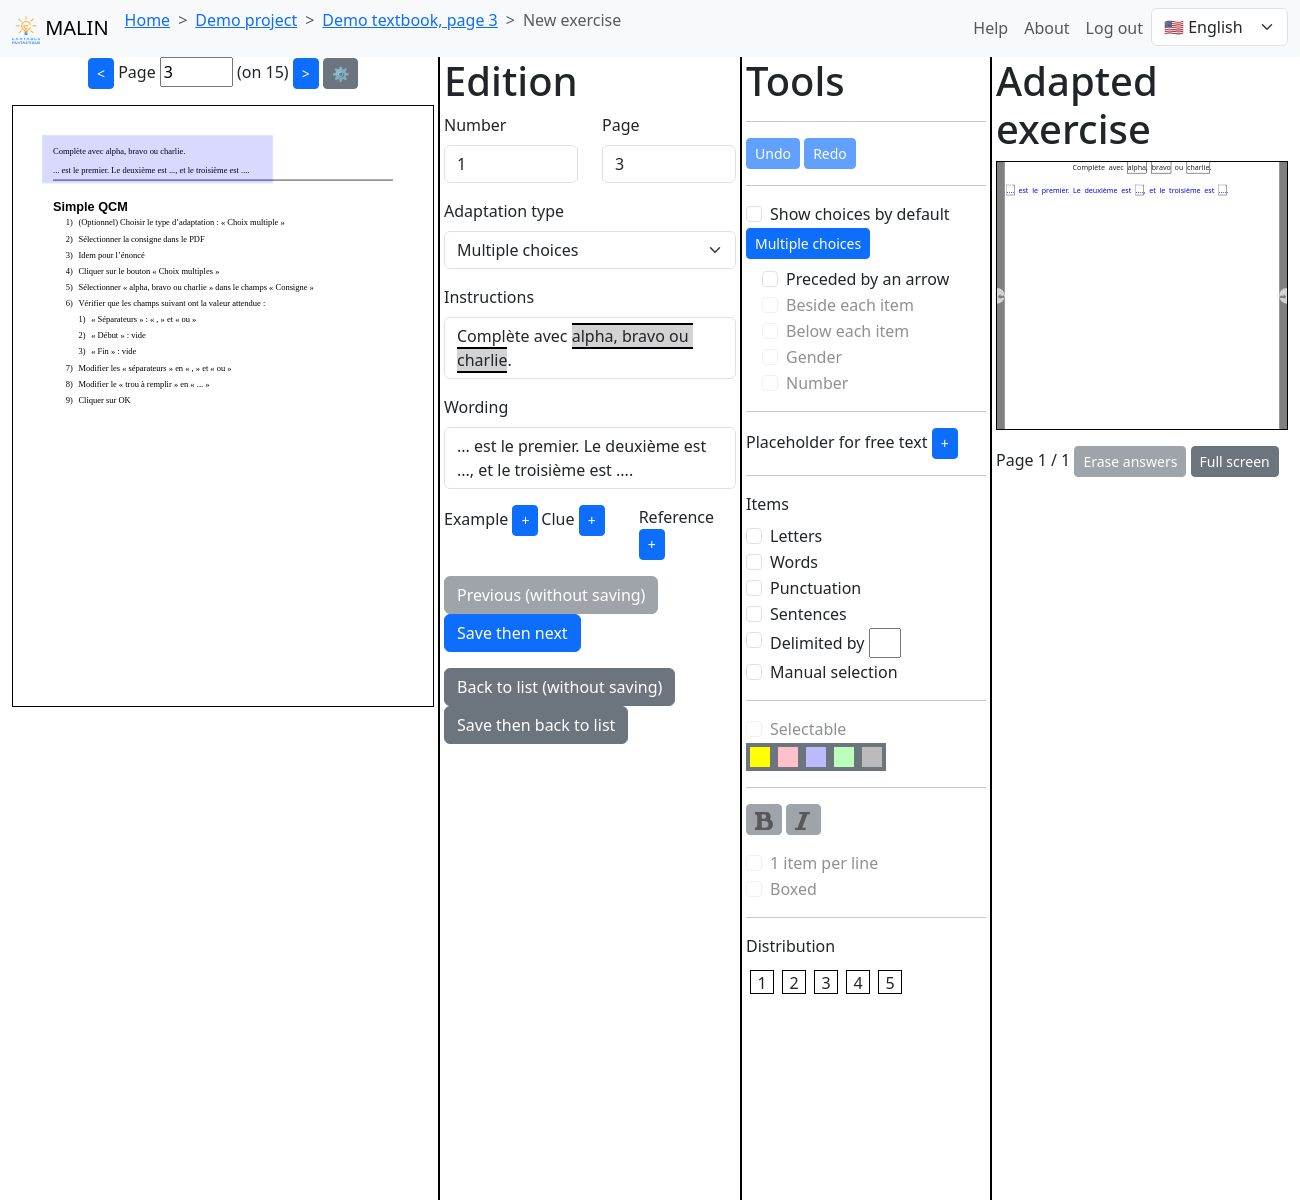 MALIN Home > Demo project > Demo textbook, page 3 > New exercise Help About Log out 🇺🇸 English
< Page 3 (on 15) > ⚙️
Complète avec alpha, bravo ou charlie.
... est le premier. Le deuxième est ..., et le troisième est ....
Simple QCM
1) (Optionnel) Choisir le type d'adaptation : « Choix multiple »
2) Sélectionner la consigne dans le PDF
3) Idem pour l'énoncé
4) Cliquer sur le bouton « Choix multiples »
5) Sélectionner « alpha, bravo ou charlie » dans le champs « Consigne »
6) Vérifier que les champs suivant ont la valeur attendue :
1) « Séparateurs » : « , » et « ou »
2) « Début » : vide
3) « Fin » : vide
7) Modifier les « séparateurs » en « , » et « ou »
8) Modifier le « trou à remplir » en « ... »
9) Cliquer sur OK
Edition
Number Page
1 3
Adaptation type
Multiple choices
Instructions
Complète avec alpha, bravo ou
charlie.
Wording
... est le premier. Le deuxième est
..., et le troisième est ....
Example + Clue + Reference
+
Previous (without saving)
Save then next
Back to list (without saving)
Save then back to list
Tools
Undo Redo
Show choices by default
Multiple choices
Preceded by an arrow
Beside each item
Below each item
Gender
Number
Placeholder for free text +
Items
Letters
Words
Punctuation
Sentences
Delimited by
Manual selection
Selectable
B I
1 item per line
Boxed
Distribution
1 2 3 4 5
Adapted
exercise
Complète avec alpha, bravo ou charlie.
... est le premier. Le deuxième est ..., et le troisième est ....
Page 1 / 1 Erase answers Full screen